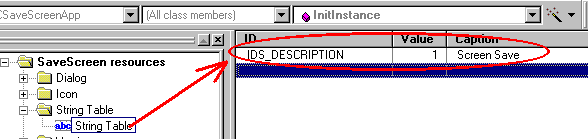 CSaveScreenApp (All class members) InitInstance
ID Value Caption
IDS_DESCRIPTION 1 Screen Save
SaveScreen resources
Dialog
Icon
String Table
abc String Table